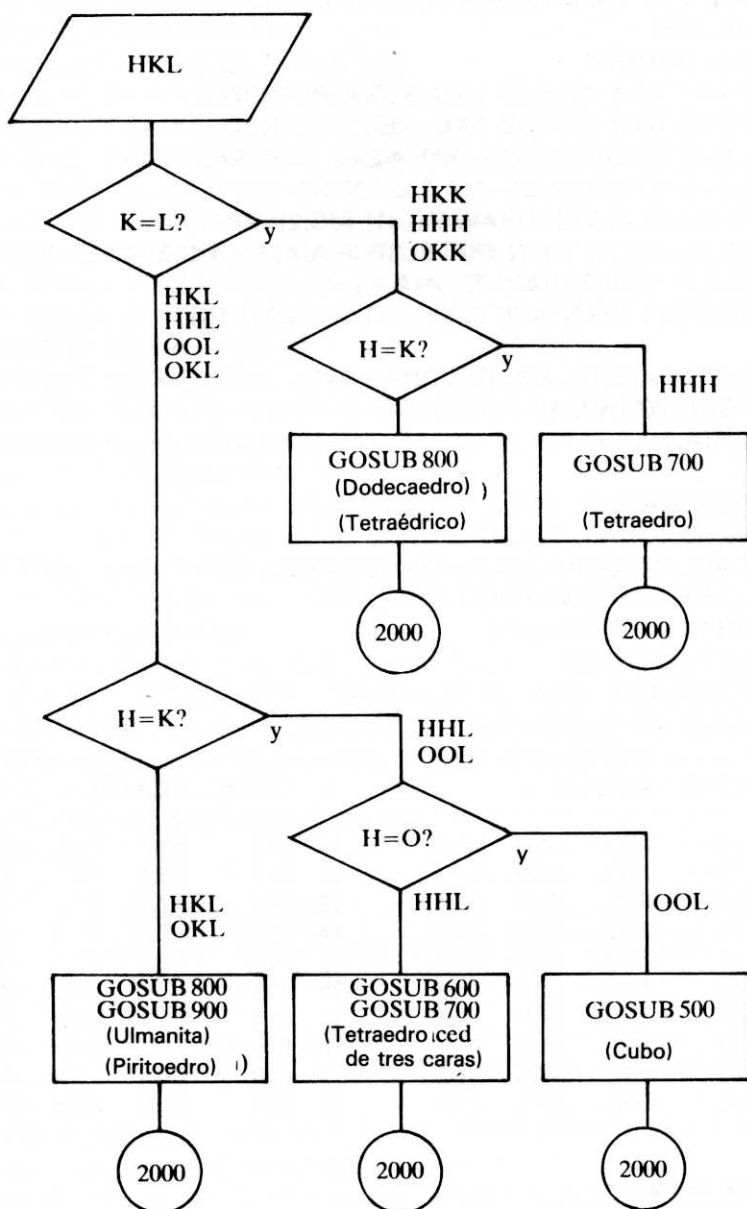 HKL
K=L?
y
HKK
HHH
OKK
HKL
HHL
OOL
OKL
H=K?
y
HHH
GOSUB 800
(Dodecaedro) )
(Tetraédrico)
GOSUB 700
(Tetraedro)
2000
2000
H=K?
y
HHL
OOL
H=O?
y
HKL
OKL
HHL
OOL
GOSUB 800
GOSUB 900
(Ulmanita)
(Piritoedro) )
GOSUB 600
GOSUB 700
(Tetraedro ced
de tres caras)
GOSUB 500
(Cubo)
2000
2000
2000